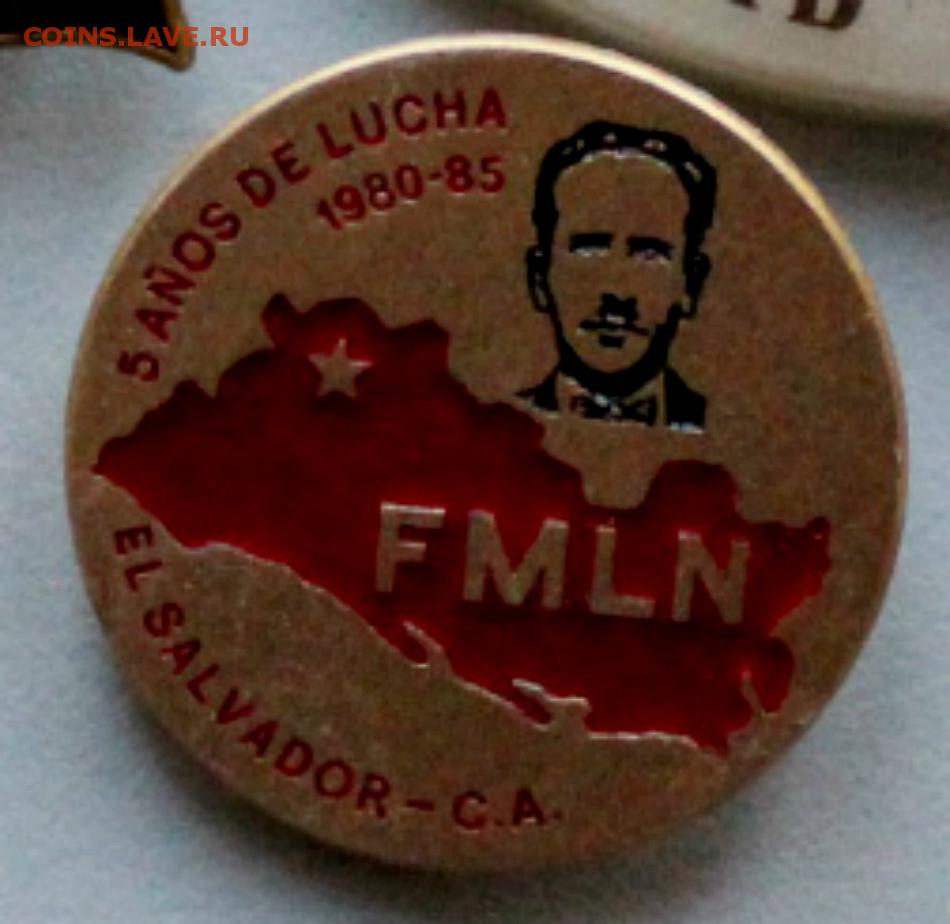 COINS.LAVE.RU
5 AÑOS DE LUCHA
1980-85
FMLN
EL SALVADOR - C.A.